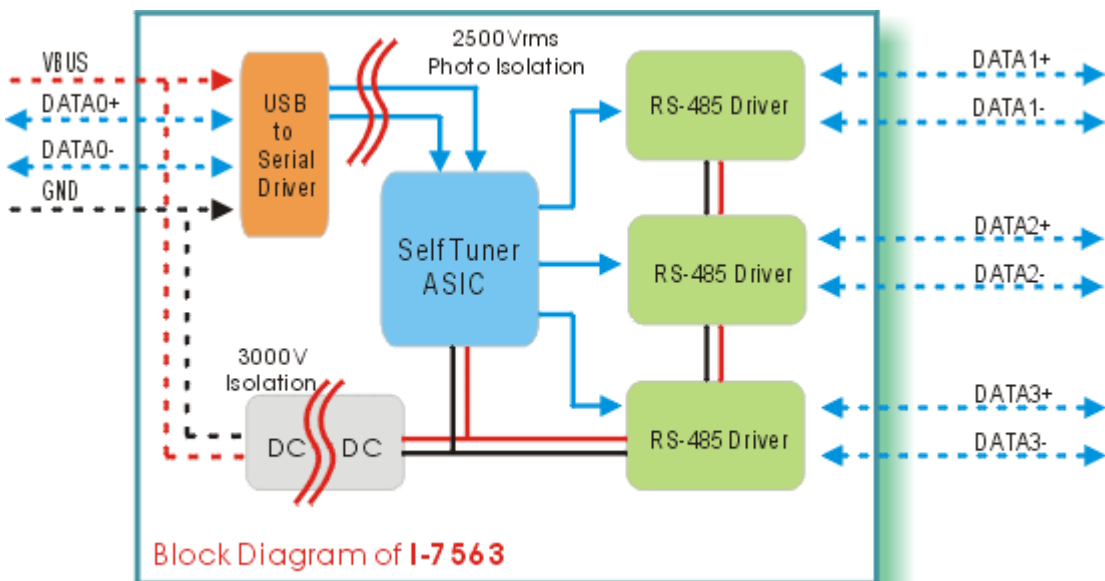 VBUS
DATA0+
DATA0-
GND
USB
to
Serial
Driver
2500Vrms
Photo Isolation
Self Tuner
ASIC
3000V
Isolation
DC DC
RS-485 Driver
RS-485 Driver
RS-485 Driver
DATA1+
DATA1-
DATA2+
DATA2-
DATA3+
DATA3-
Block Diagram of I-7563